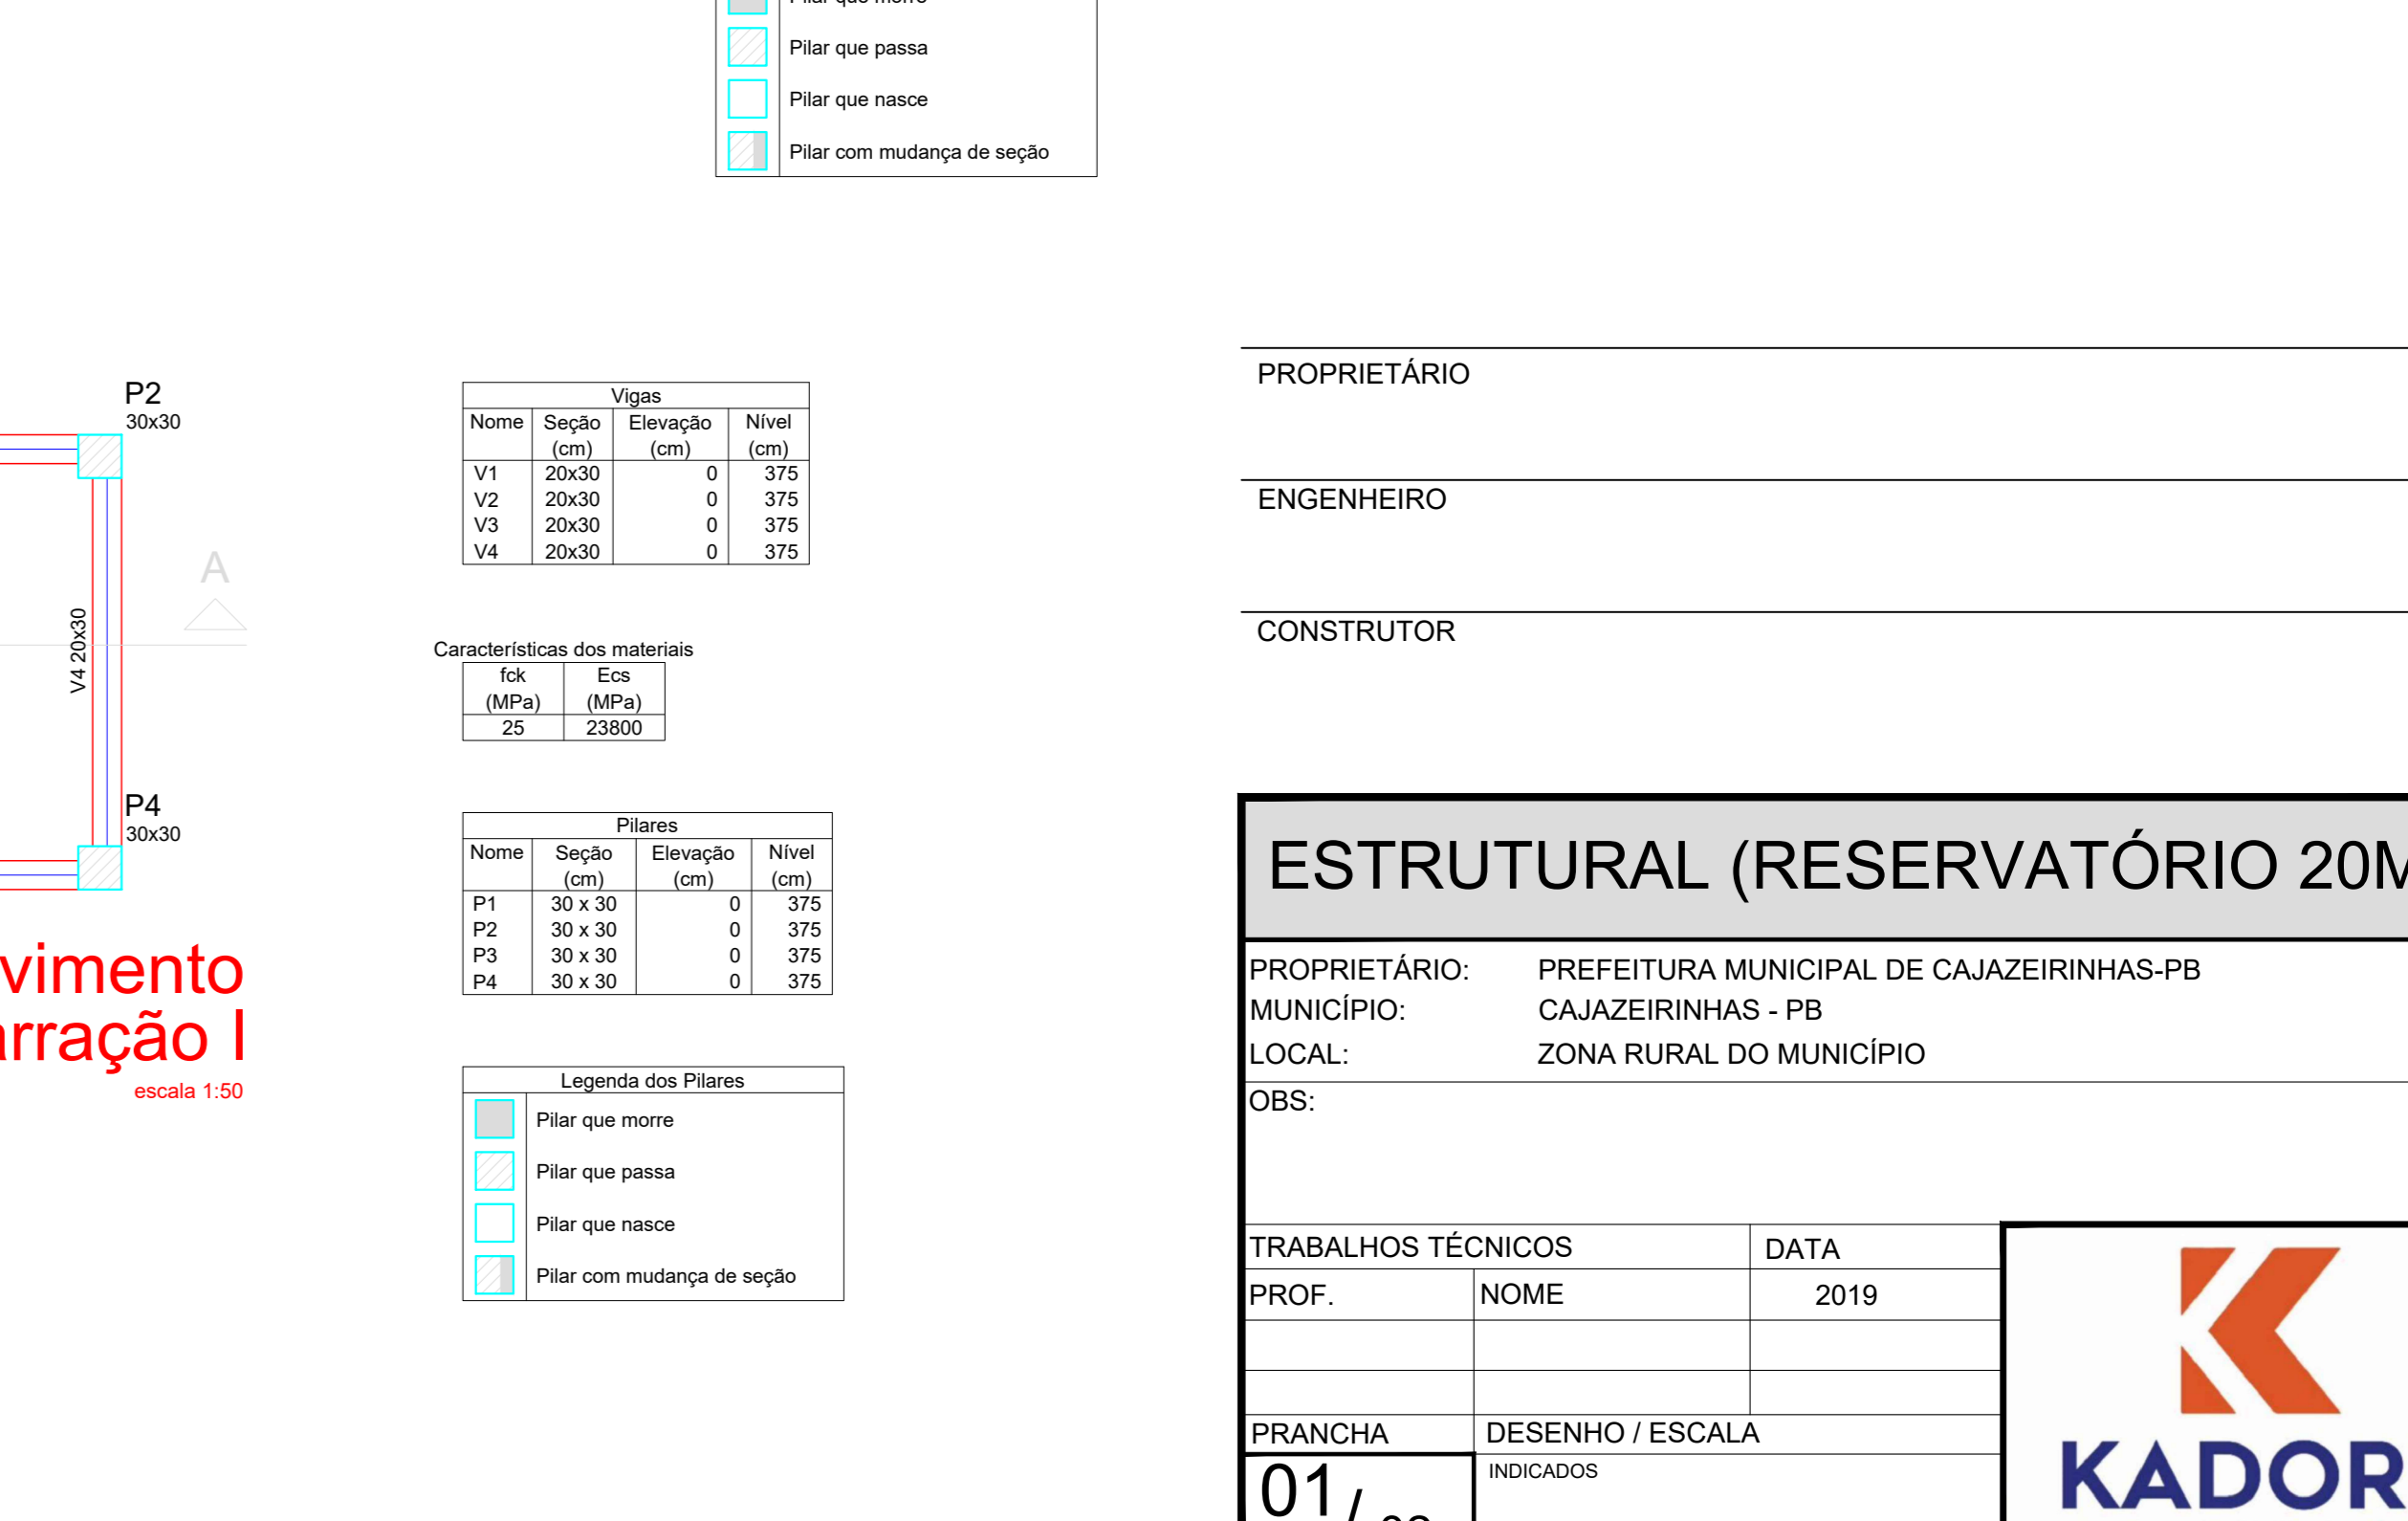 Pilar que morre
Pilar que passa
Pilar que nasce
Pilar com mudança de seção
P2
30x30
V4 20x30
A
P4
30x30
escala 1:50
Vigas
Nome Seção (cm) Elevação (cm) Nível (cm)
V1 20x30 0 375
V2 20x30 0 375
V3 20x30 0 375
V4 20x30 0 375
Características dos materiais
fck (MPa) Ecs (MPa)
25 23800
Pilares
Nome Seção (cm) Elevação (cm) Nível (cm)
P1 30 x 30 0 375
P2 30 x 30 0 375
P3 30 x 30 0 375
P4 30 x 30 0 375
Legenda dos Pilares
Pilar que morre
Pilar que passa
Pilar que nasce
Pilar com mudança de seção
PROPRIETÁRIO
ENGENHEIRO
CONSTRUTOR
ESTRUTURAL (RESERVATÓRIO 20M
PROPRIETÁRIO: PREFEITURA MUNICIPAL DE CAJAZEIRINHAS-PB
MUNICÍPIO: CAJAZEIRINHAS - PB
LOCAL: ZONA RURAL DO MUNICÍPIO
OBS:
TRABALHOS TÉCNICOS DATA
PROF. NOME 2019
PRANCHA DESENHO / ESCALA
01/
INDICADOS
KADOR